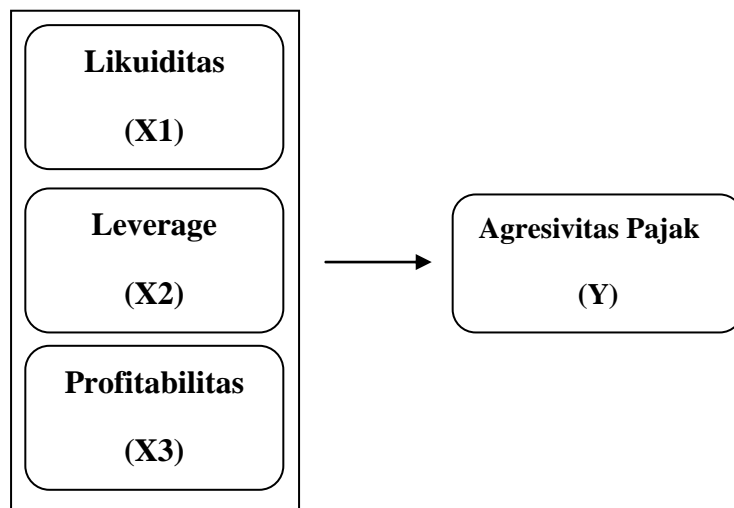 Likuiditas
(X1)
Leverage
(X2)
Profitabilitas
(X3)
Agresivitas Pajak
(Y)